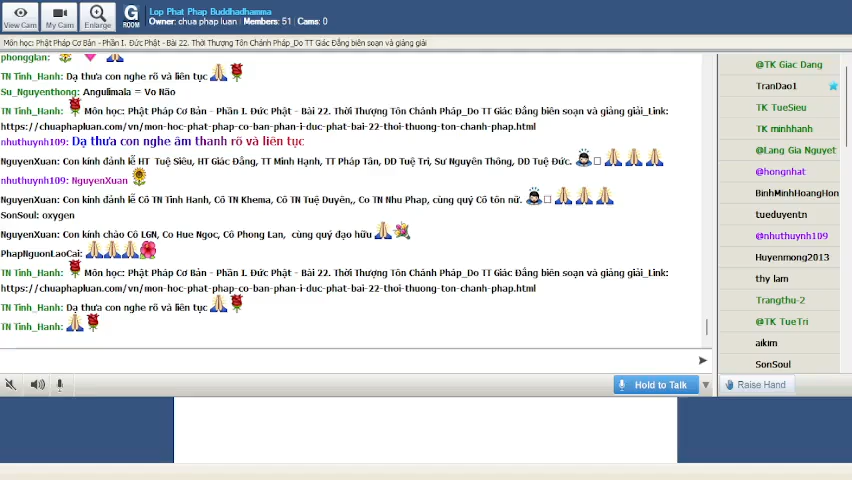 Lop Phat Phap Buddhadhamma
Owner: chua phap luan Members: 51 Cams: 0
View Cam
My Cam
Enlarge
G ROOM
Môn học: Phật Pháp Cơ Bản - Phần I. Đức Phật - Bài 22. Thời Thượng Tôn Chánh Pháp_Do TT Giác Đẳng biên soạn và giảng giải
phongglan:
TN Tinh_Hanh: Dạ thưa con nghe rõ và liên tục
Su_Nguyenthong: Angulimala = Vo Não
TN Tinh_Hanh: Môn học: Phật Pháp Cơ Bản - Phần I. Đức Phật - Bài 22. Thời Thượng Tôn Chánh Pháp_Do TT Giác Đẳng biên soạn và giảng giải_Link:
https://chuaphapluan.com/vn/mon-hoc-phat-phap-co-ban-phan-i-duc-phat-bai-22-thoi-thuong-ton-chanh-phap.html
nhuthuynh109: Dạ thưa con nghe âm thanh rõ và liên tục
NguyenXuan: Con kính đảnh lễ HT Tuệ Siêu, HT Giác Đẳng, TT Minh Hạnh, TT Pháp Tân, DD Tuệ Tri, Sư Nguyên Thông, DD Tuệ Đức.
nhuthuynh109: NguyenXuan
NguyenXuan: Con kính đảnh lễ Cô TN Tinh Hanh, Cô TN Khema, Cô TN Tuệ Duyên,, Co TN Nhu Phap, cùng quý Cô tôn nữ.
SonSoul: oxygen
NguyenXuan: Con kính chào Cô LGN, Co Hue Ngoc, Cô Phong Lan, cùng quý đạo hữu
PhapNguonLaoCai:
TN Tinh_Hanh: Môn học: Phật Pháp Cơ Bản - Phần I. Đức Phật - Bài 22. Thời Thượng Tôn Chánh Pháp_Do TT Giác Đẳng biên soạn và giảng giải_Link:
https://chuaphapluan.com/vn/mon-hoc-phat-phap-co-ban-phan-i-duc-phat-bai-22-thoi-thuong-ton-chanh-phap.html
TN Tinh_Hanh: Dạ thưa con nghe rõ và liên tục
TN Tinh_Hanh:
Hold to Talk
@TK Giac Dang
TranDao1
TK TueSieu
TK minhhanh
@Lang Gia Nguyet
@hongnhat
BinhMinhHoangHon
tueduyentn
@nhuthuynh109
Huyenmong2013
thy lam
Trangthu-2
@TK TueTri
aikim
SonSoul
Raise Hand